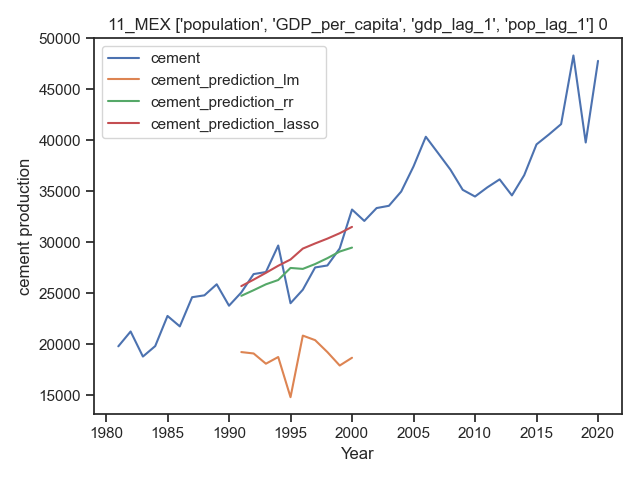 11_MEX ['population', 'GDP_per_capita', 'gdp_lag_1', 'pop_lag_1'] 0
50000
45000
40000
35000
30000
25000
20000
15000
cement production
cement
cement_prediction_lm
cement_prediction_rr
cement_prediction_lasso
1980 1985 1990 1995 2000 2005 2010 2015 2020
Year